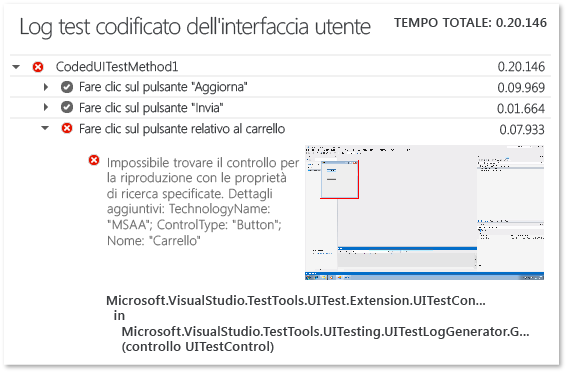 Log test codificato dell'interfaccia utente TEMPO TOTALE: 0.20.146
CodedUITestMethod1 0.20.146
Fare clic sul pulsante "Aggiorna" 0.09.969
Fare clic sul pulsante "Invia" 0.01.664
Fare clic sul pulsante relativo al carrello 0.07.933
Impossibile trovare il controllo per
la riproduzione con le proprietà
di ricerca specificate. Dettagli
aggiuntivi: TechnologyName:
"MSAA"; ControlType: "Button";
Nome: "Carrello"
Microsoft.VisualStudio.TestTools.UITest.Extension.UITestCon...
in
Microsoft.VisualStudio.TestTools.UITesting.UITestLogGenerator.G...
(controllo UITestControl)